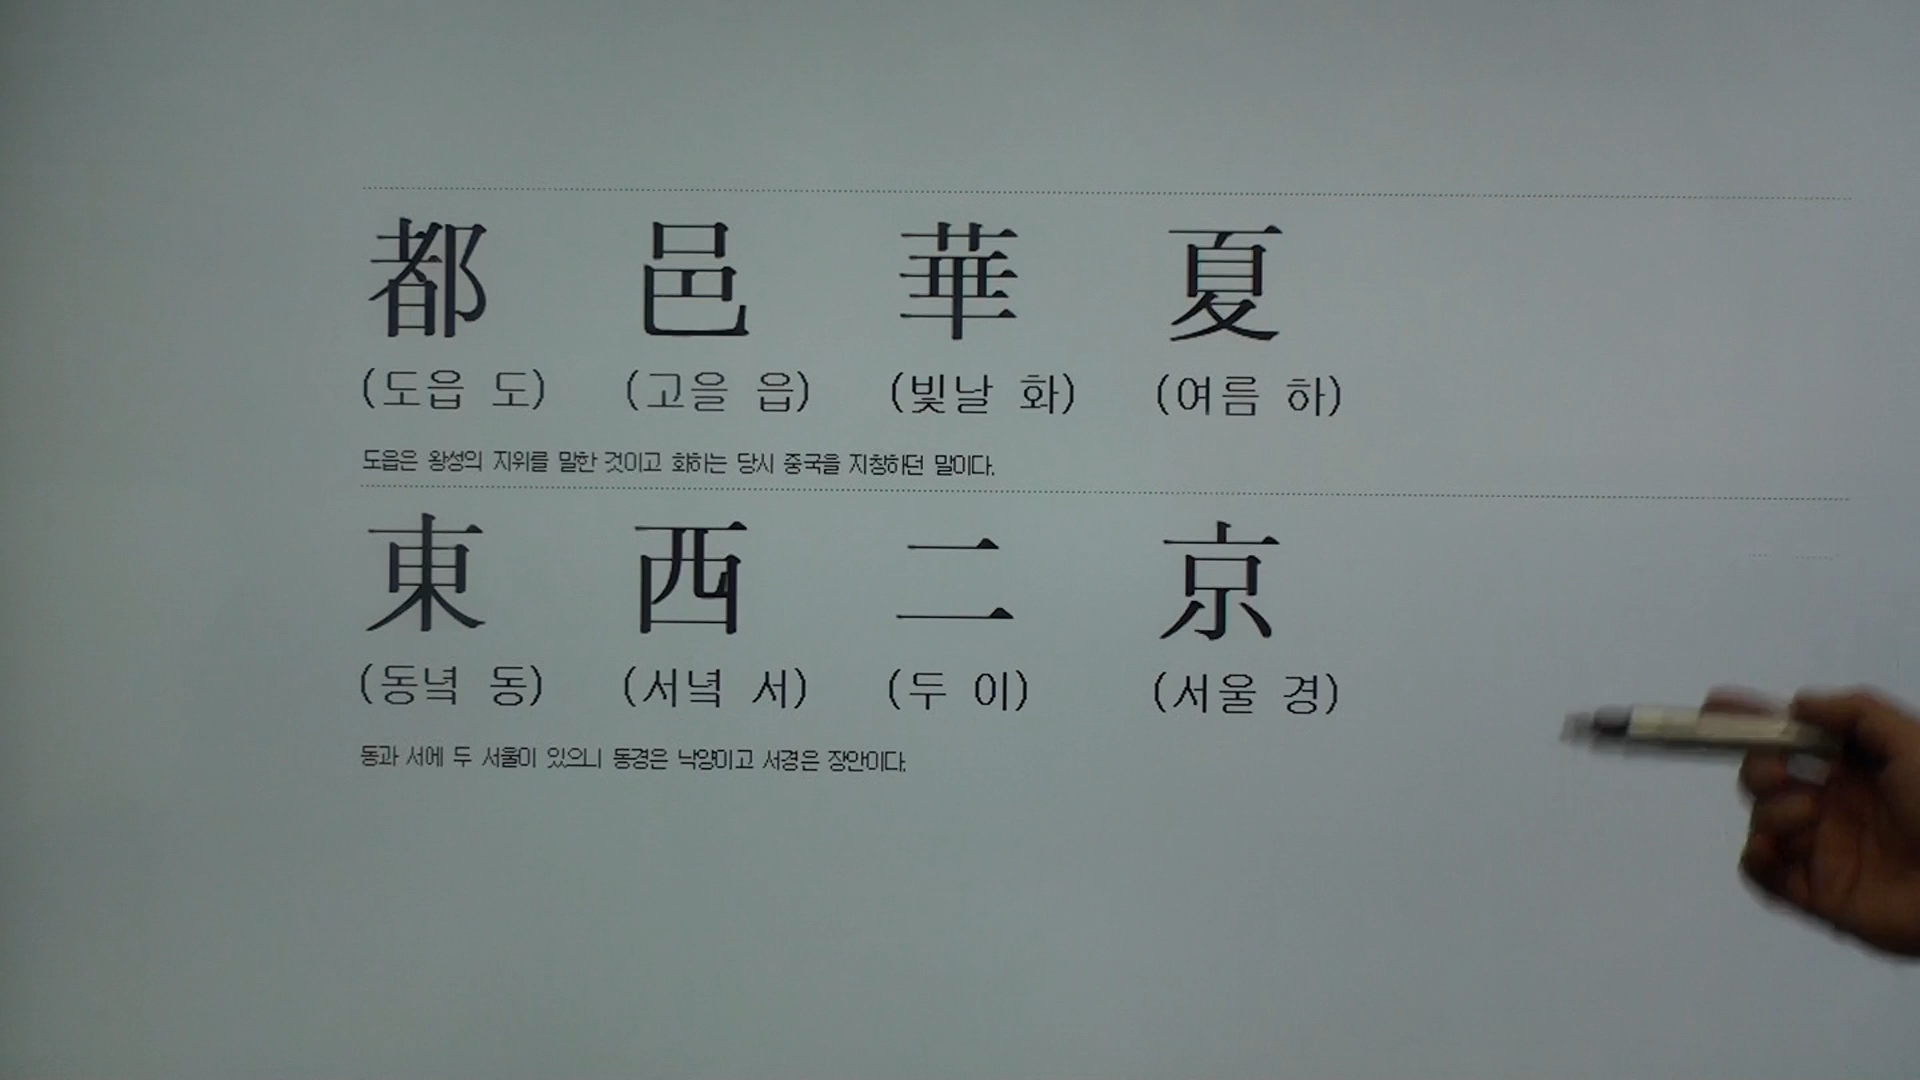 都 邑 華 夏
(도읍 도) (고을 읍) (빛날 화) (여름 하)
도읍은 왕성의 지위를 말한 것이고 화하는 당시 중국을 지칭하던 말이다.
東 西 二 京
(동녘 동) (서녘 서) (두 이) (서울 경)
동과 서에 두 서울이 있으니 동경은 낙양이고 서경은 장안이다.